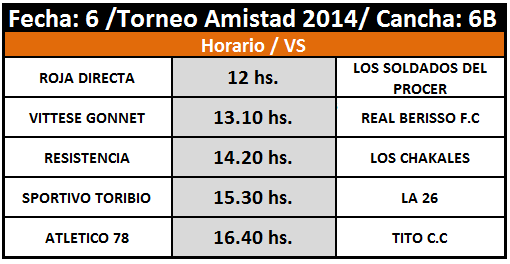 Fecha: 6 /Torneo Amistad 2014/ Cancha: 6B
Horario / VS
ROJA DIRECTA 12 hs. LOS SOLDADOS DEL
PROCER
VITTESE GONNET 13.10 hs. REAL BERISSO F.C
RESISTENCIA 14.20 hs. LOS CHAKALES
SPORTIVO TORIBIO 15.30 hs. LA 26
ATLETICO 78 16.40 hs. TITO C.C